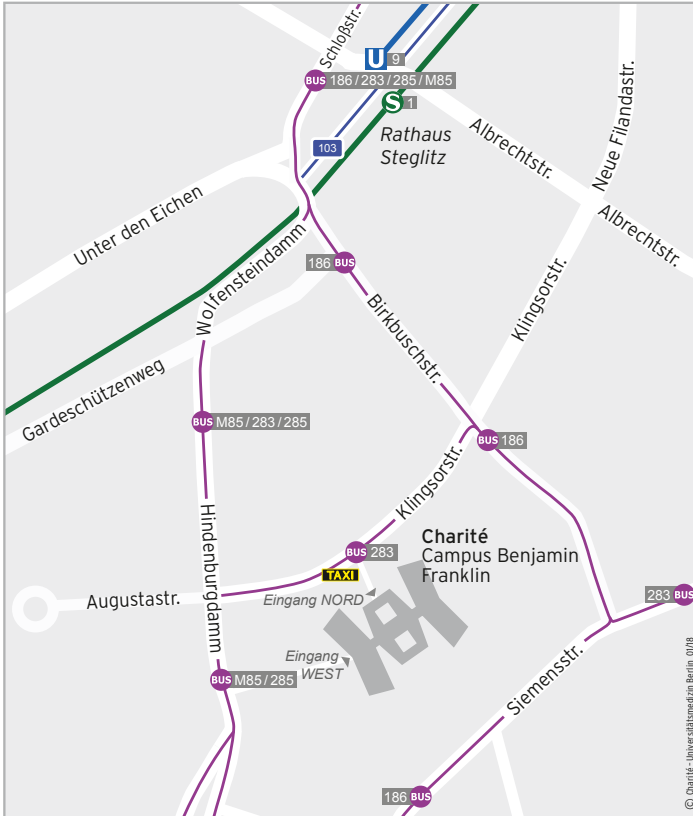 Schloßstr.
U 9
BUS 186 / 283 / 285 / M85
S 1
Rathaus
Steglitz
103
Albrechtstr.
Neue Filandastr.
Albrechtstr.
Unter den Eichen
Wolfensteindamm
186 BUS
Klingsorstr.
Birkbuschstr.
Gardeschützenweg
BUS M85 / 283 / 285
BUS 186
Klingsorstr.
Hindenburgdamm
Charité
Campus Benjamin
Franklin
BUS 283
TAXI
Augustastr.
Eingang NORD
283 BUS
Eingang
WEST
BUS M85 / 285
Siemensstr.
186 BUS
(C) Charité - Universitätsmedizin Berlin 01/18